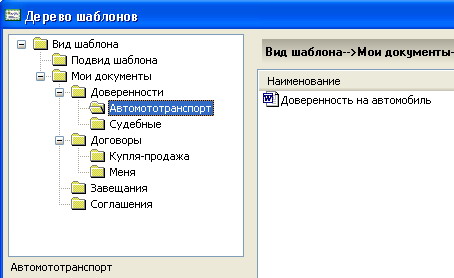 Дерево шаблонов
Вид шаблона
Подвид шаблона
Мои документы
Доверенности
Автомототранспорт
Судебные
Договоры
Купля-продажа
Меня
Завещания
Соглашения
Автомототранспорт
Вид шаблона-->Мои документы-
Наименование
Доверенность на автомобиль